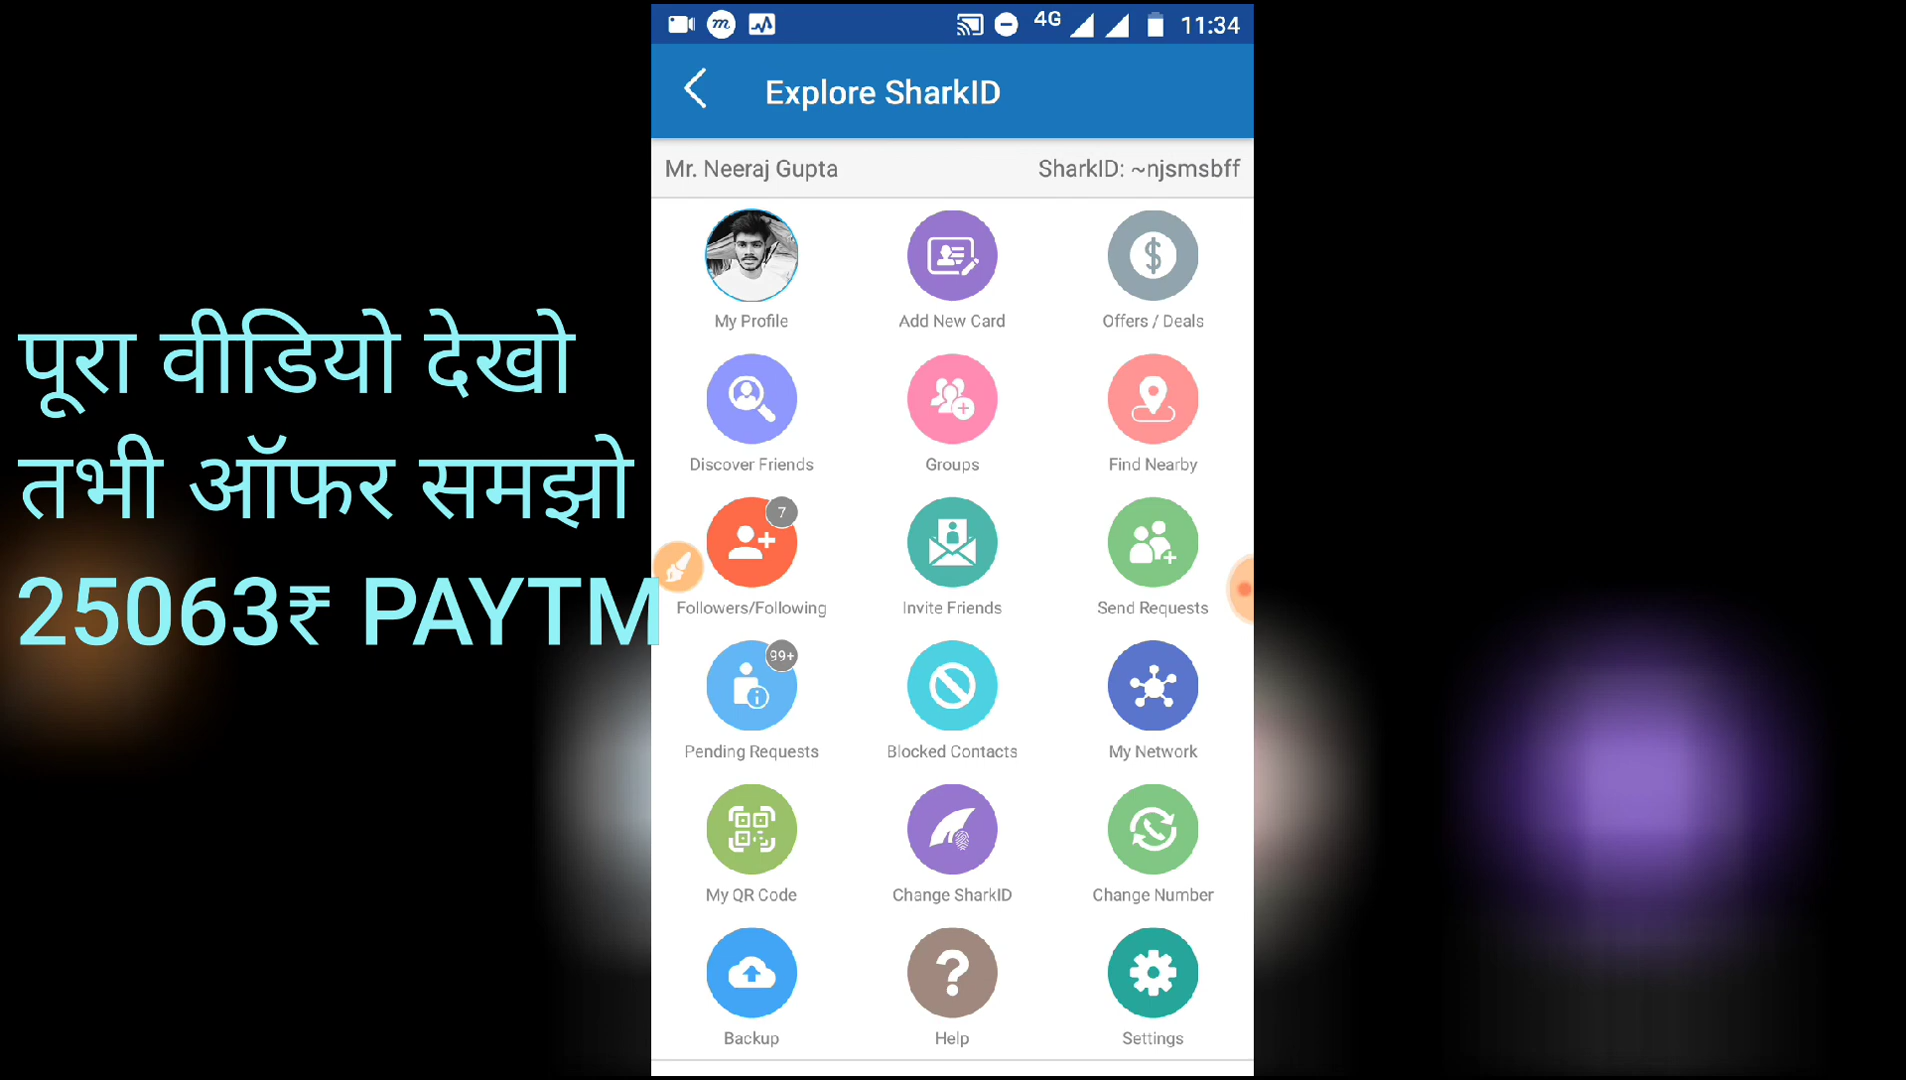 पूरा वीडियो देखो
तभी ऑफर समझो
25063₹ PAYTM
4G 11:34
Explore SharkID
Mr. Neeraj Gupta SharkID: ~njsmsbff
My Profile Add New Card Offers / Deals
Discover Friends Groups Find Nearby
7
Followers/Following Invite Friends Send Requests
99+
Pending Requests Blocked Contacts My Network
My QR Code Change SharkID Change Number
Backup Help Settings